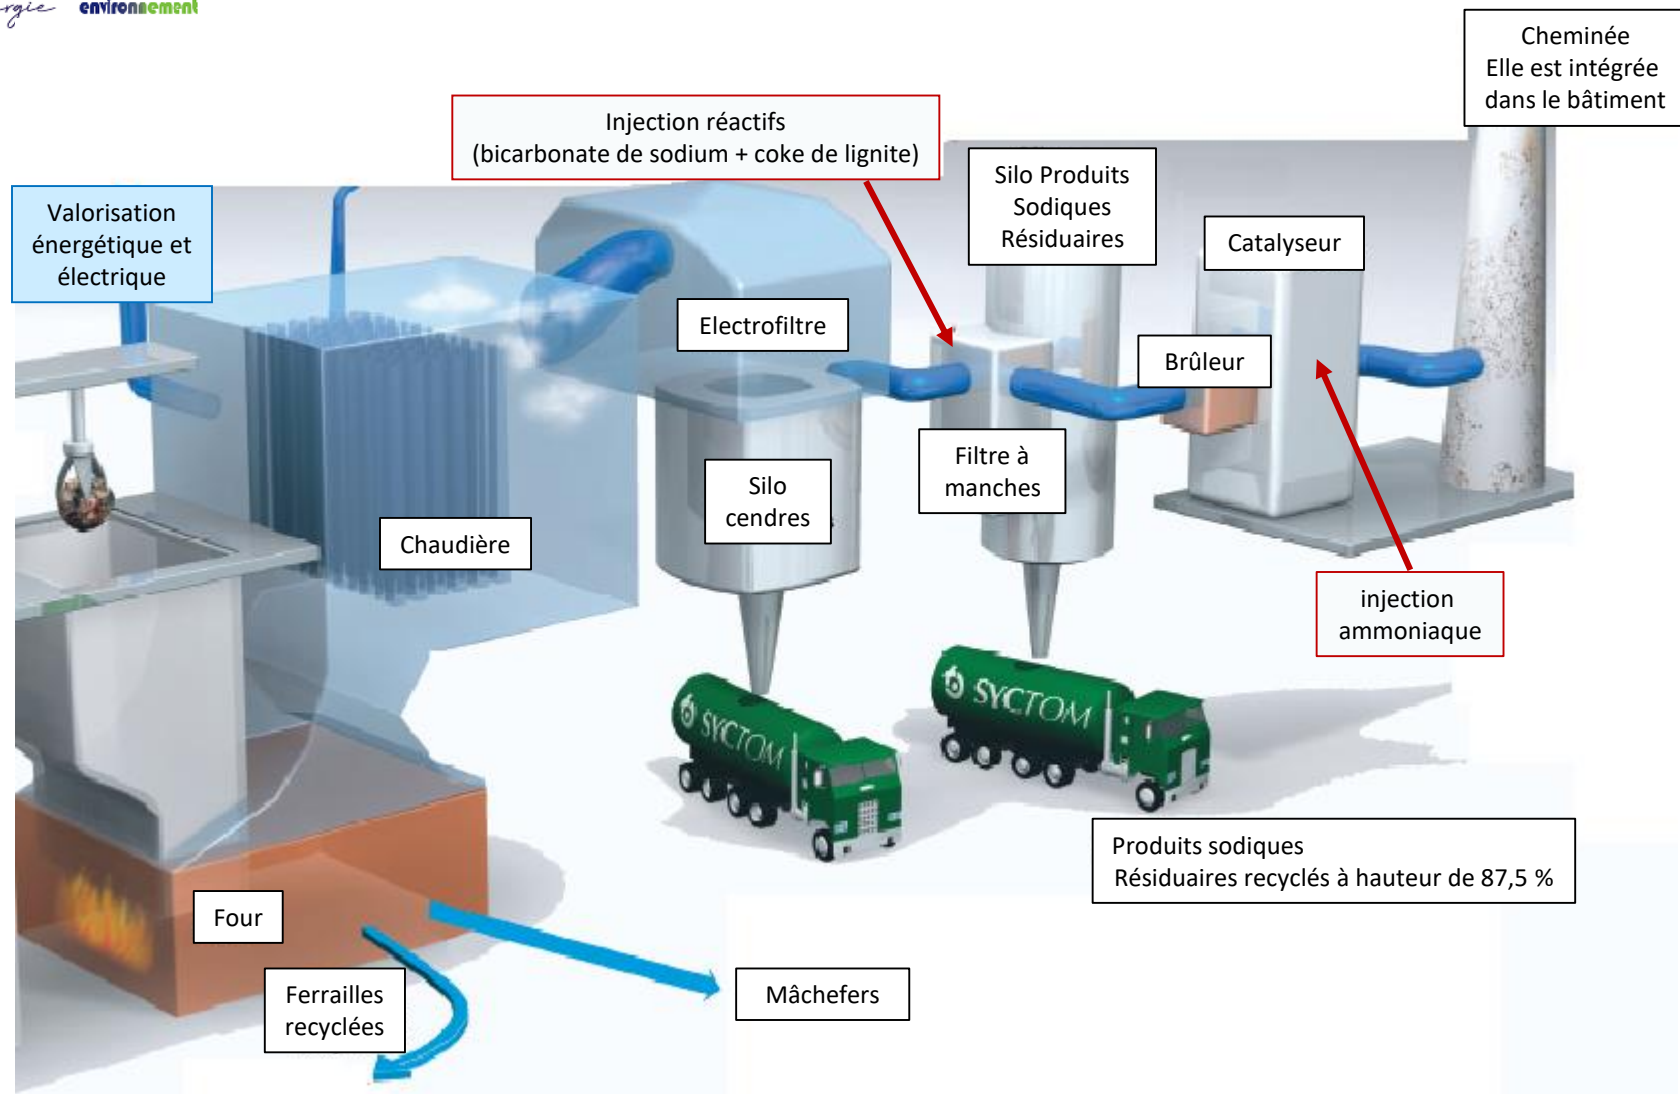 environnement
Cheminée
Elle est intégrée
dans le bâtiment
Injection réactifs
(bicarbonate de sodium + coke de lignite)
Silo Produits
Sodiques
Résiduaires
Valorisation
énergétique et
électrique
Catalyseur
Electrofiltre
Brûleur
Filtre à
manches
Silo
cendres
Chaudière
injection
ammoniaque
SYCTOM
SYCTOM
Produits sodiques
Résiduaires recyclés à hauteur de 87,5 %
Four
Ferrailles
recyclées
Mâchefers